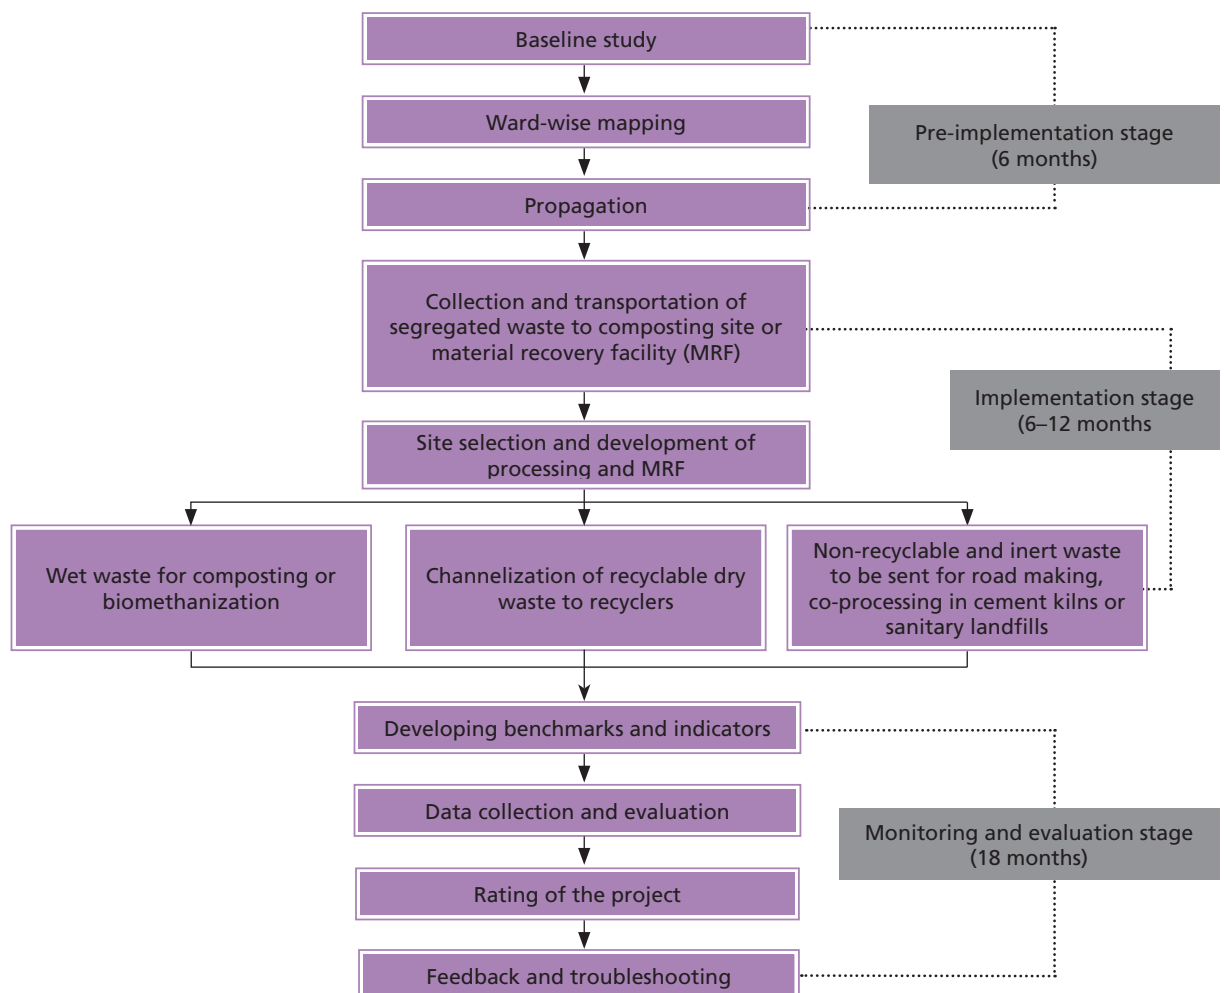 Baseline study
Ward-wise mapping
Pre-implementation stage
(6 months)
Propagation
Collection and transportation of
segregated waste to composting site or
material recovery facility (MRF)
Implementation stage
(6–12 months
Site selection and development of
processing and MRF
Wet waste for composting or
biomethanization
Channelization of recyclable dry
waste to recyclers
Non-recyclable and inert waste
to be sent for road making,
co-processing in cement kilns or
sanitary landfills
Developing benchmarks and indicators
Data collection and evaluation
Monitoring and evaluation stage
(18 months)
Rating of the project
Feedback and troubleshooting